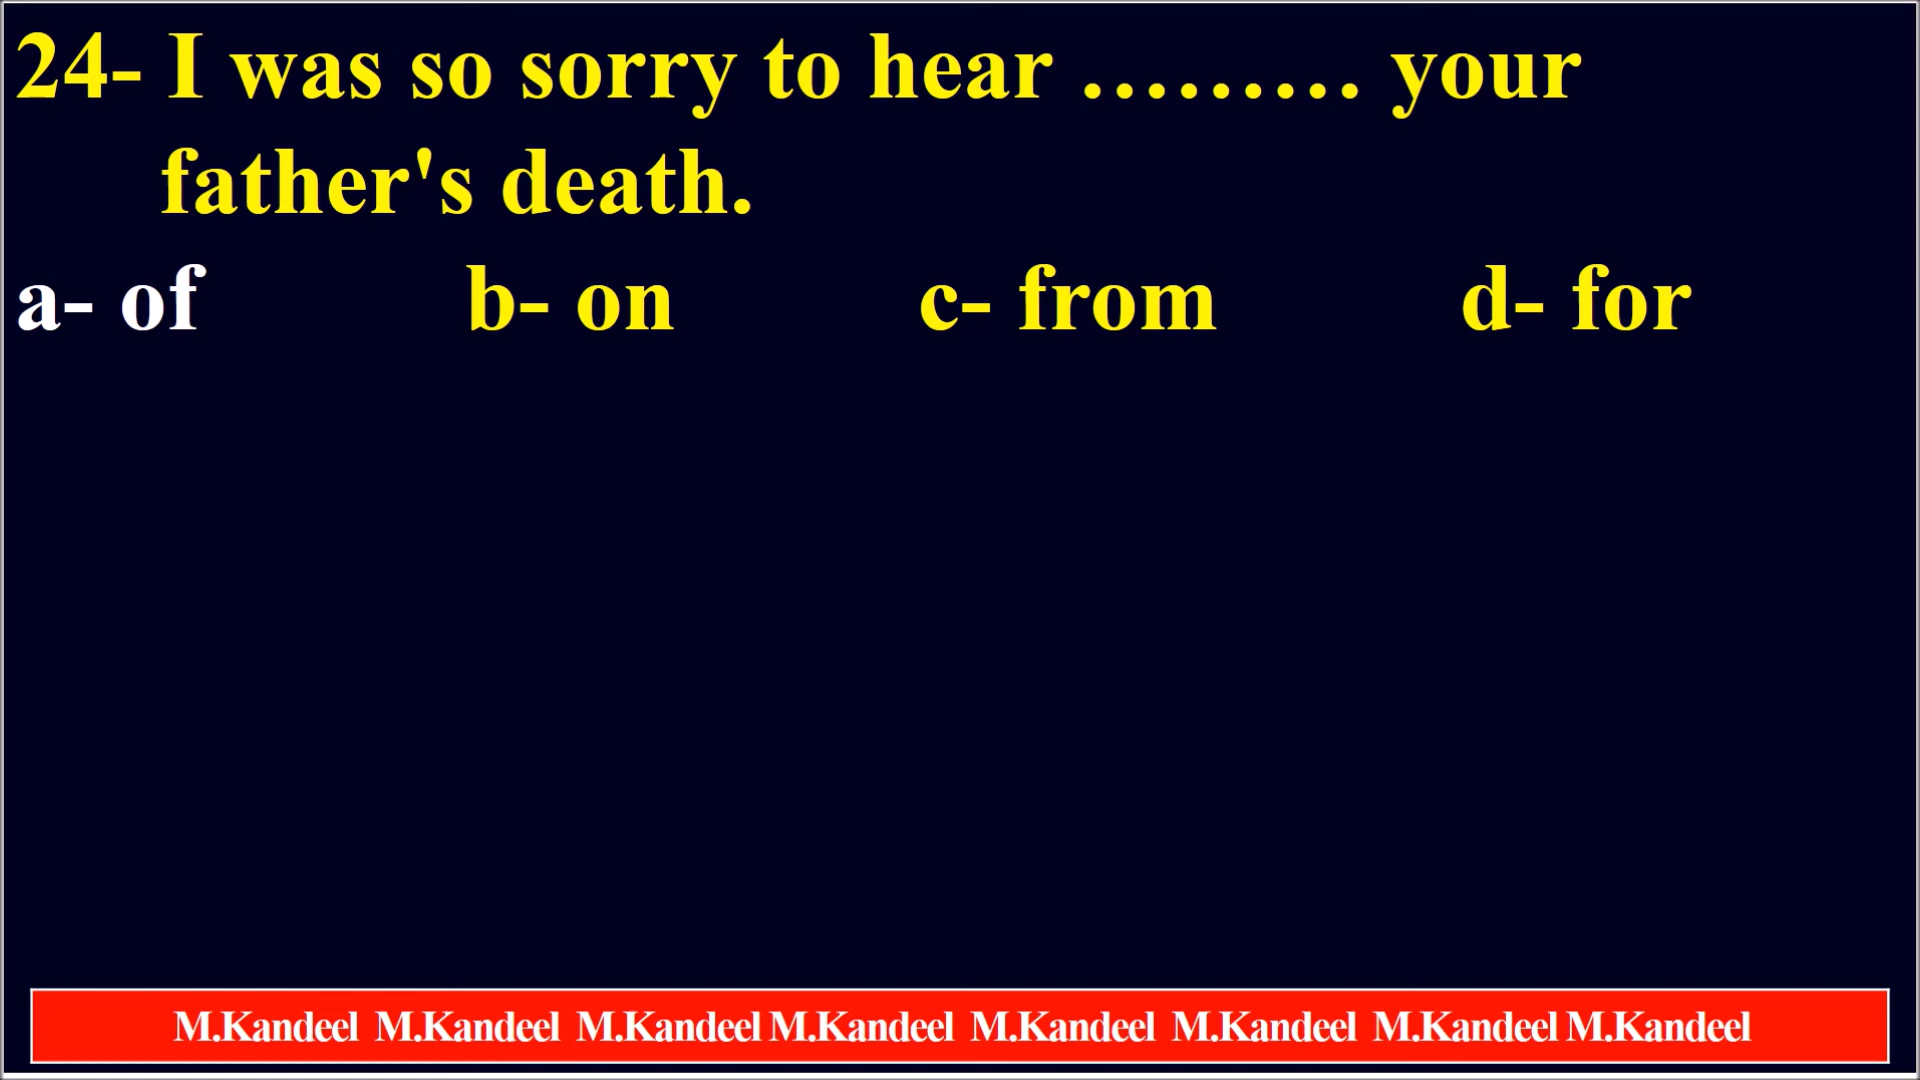 24- I was so sorry to hear ......... your
father's death.
a- of b- on c- from d- for
M.Kandeel M.Kandeel M.Kandeel M.Kandeel M.Kandeel M.Kandeel M.Kandeel M.Kandeel